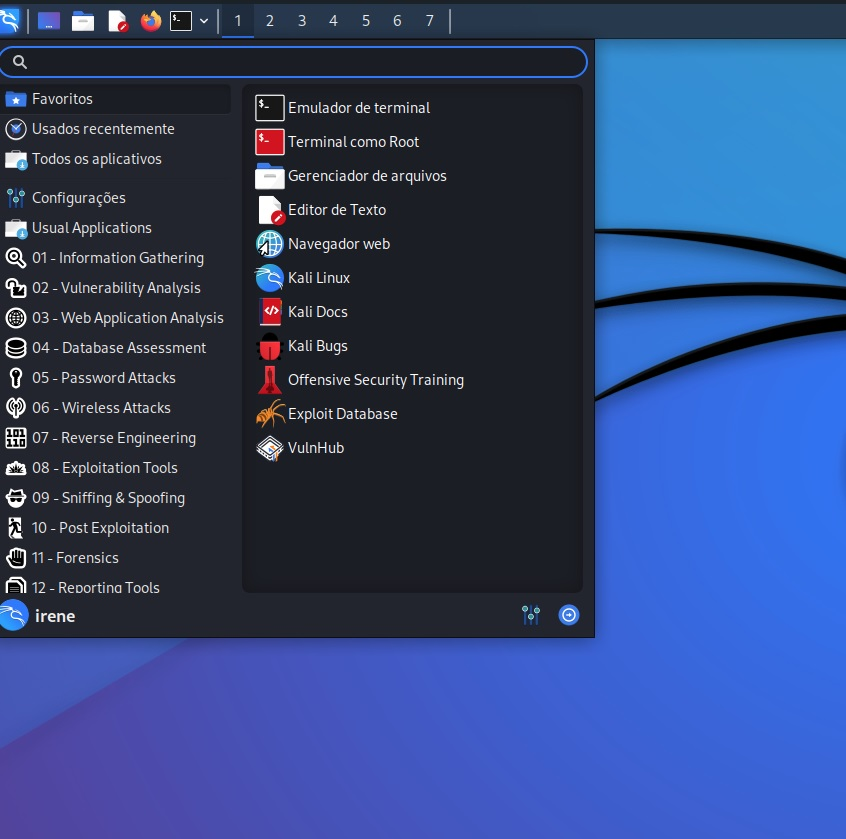 1 2 3 4 5 6 7
Favoritos
Usados recentemente
Todos os aplicativos
Configurações
Usual Applications
01 - Information Gathering
02 - Vulnerability Analysis
03 - Web Application Analysis
04 - Database Assessment
05 - Password Attacks
06 - Wireless Attacks
07 - Reverse Engineering
08 - Exploitation Tools
09 - Sniffing & Spoofing
10 - Post Exploitation
11 - Forensics
12 - Reporting Tools
Emulador de terminal
Terminal como Root
Gerenciador de arquivos
Editor de Texto
Navegador web
Kali Linux
Kali Docs
Kali Bugs
Offensive Security Training
Exploit Database
VulnHub
irene